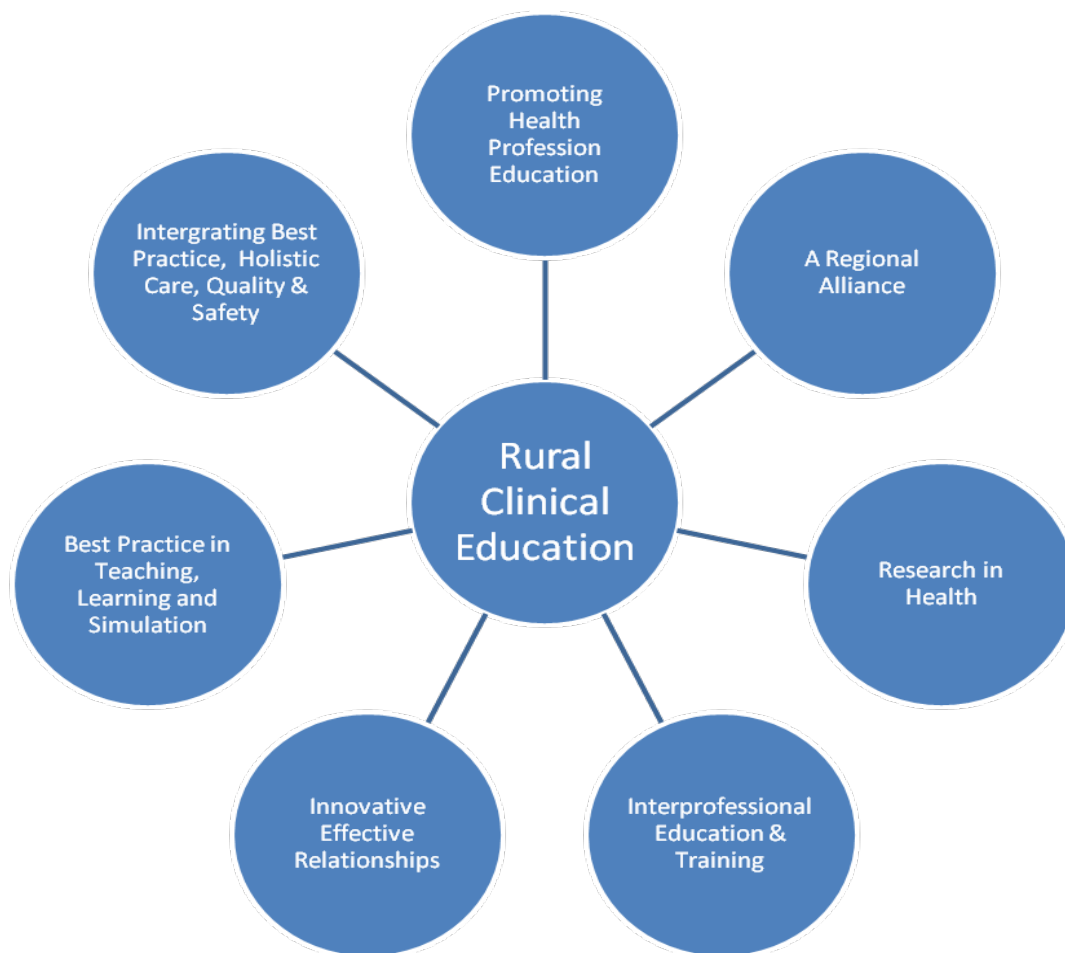 Promoting
Health
Profession
Education
Intergrating Best
Practice, Holistic
Care, Quality &
Safety
A Regional
Alliance
Rural
Clinical
Education
Best Practice in
Teaching,
Learning and
Simulation
Research in
Health
Innovative
Effective
Relationships
Interprofessional
Education &
Training